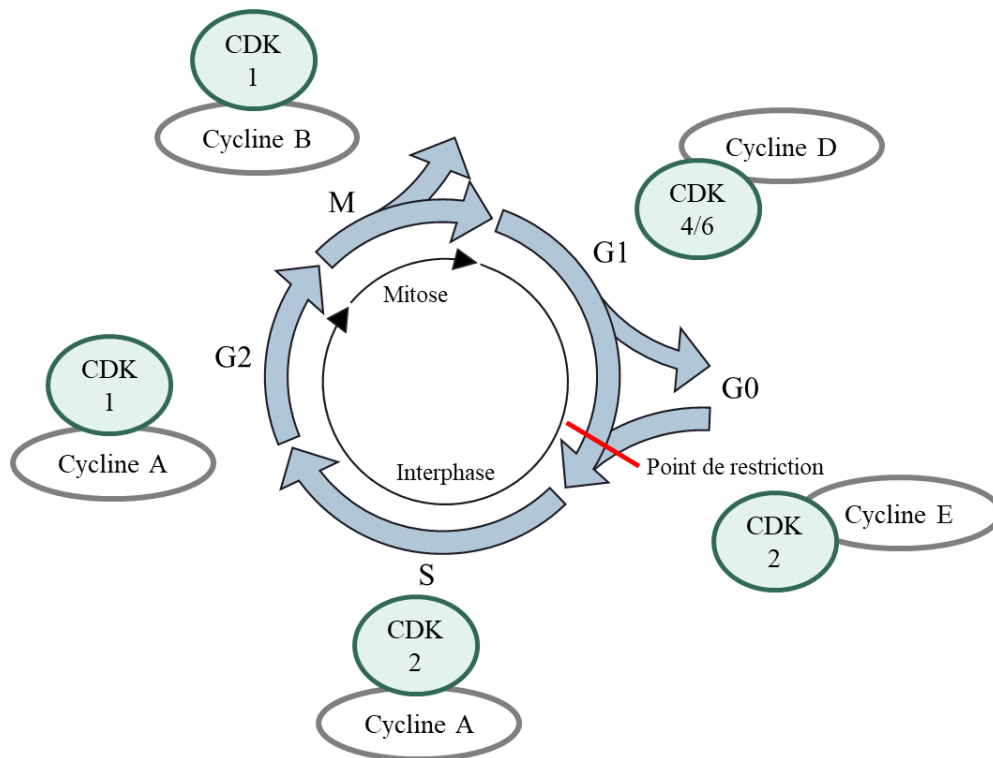 CDK
1
Cycline B
Cycline D
CDK
4/6
M
G1
Mitose
G2
CDK
1
Cycline A
G0
Interphase
Point de restriction
Cycline E
CDK
2
S
CDK
2
Cycline A